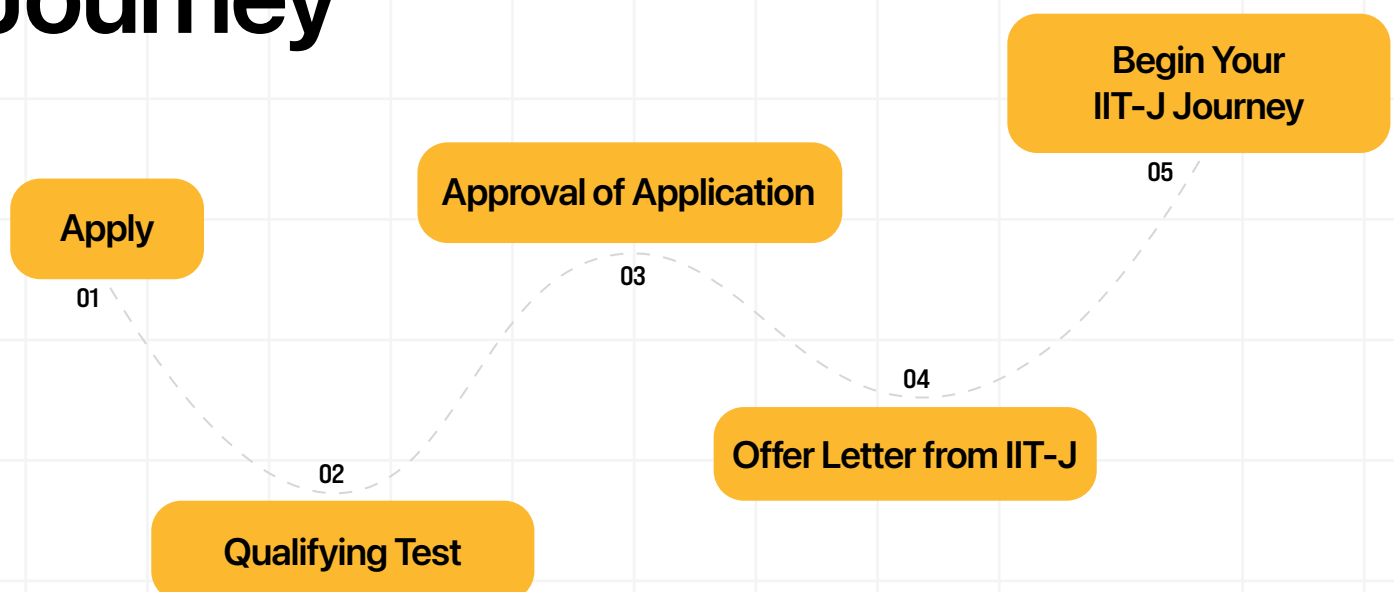 Journey
Apply
01
02
Qualifying Test
Approval of Application
03
04
Offer Letter from IIT-J
Begin Your
IIT-J Journey
05